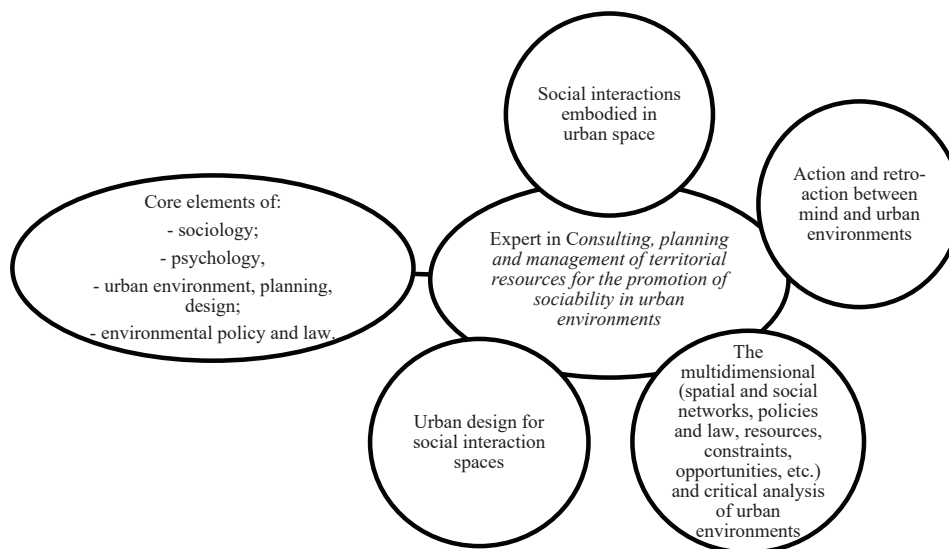 Social interactions
embodied in
urban space
Action and retro-
action between
mind and urban
environments
Core elements of:
- sociology;
- psychology,
- urban environment, planning,
design;
- environmental policy and law.
Expert in Consulting, planning
and management of territorial
resources for the promotion of
sociability in urban
environments
Urban design for
social interaction
spaces
The
multidimensional
(spatial and social
networks, policies
and law, resources,
constraints,
opportunities, etc.)
and critical analysis
of urban
environments